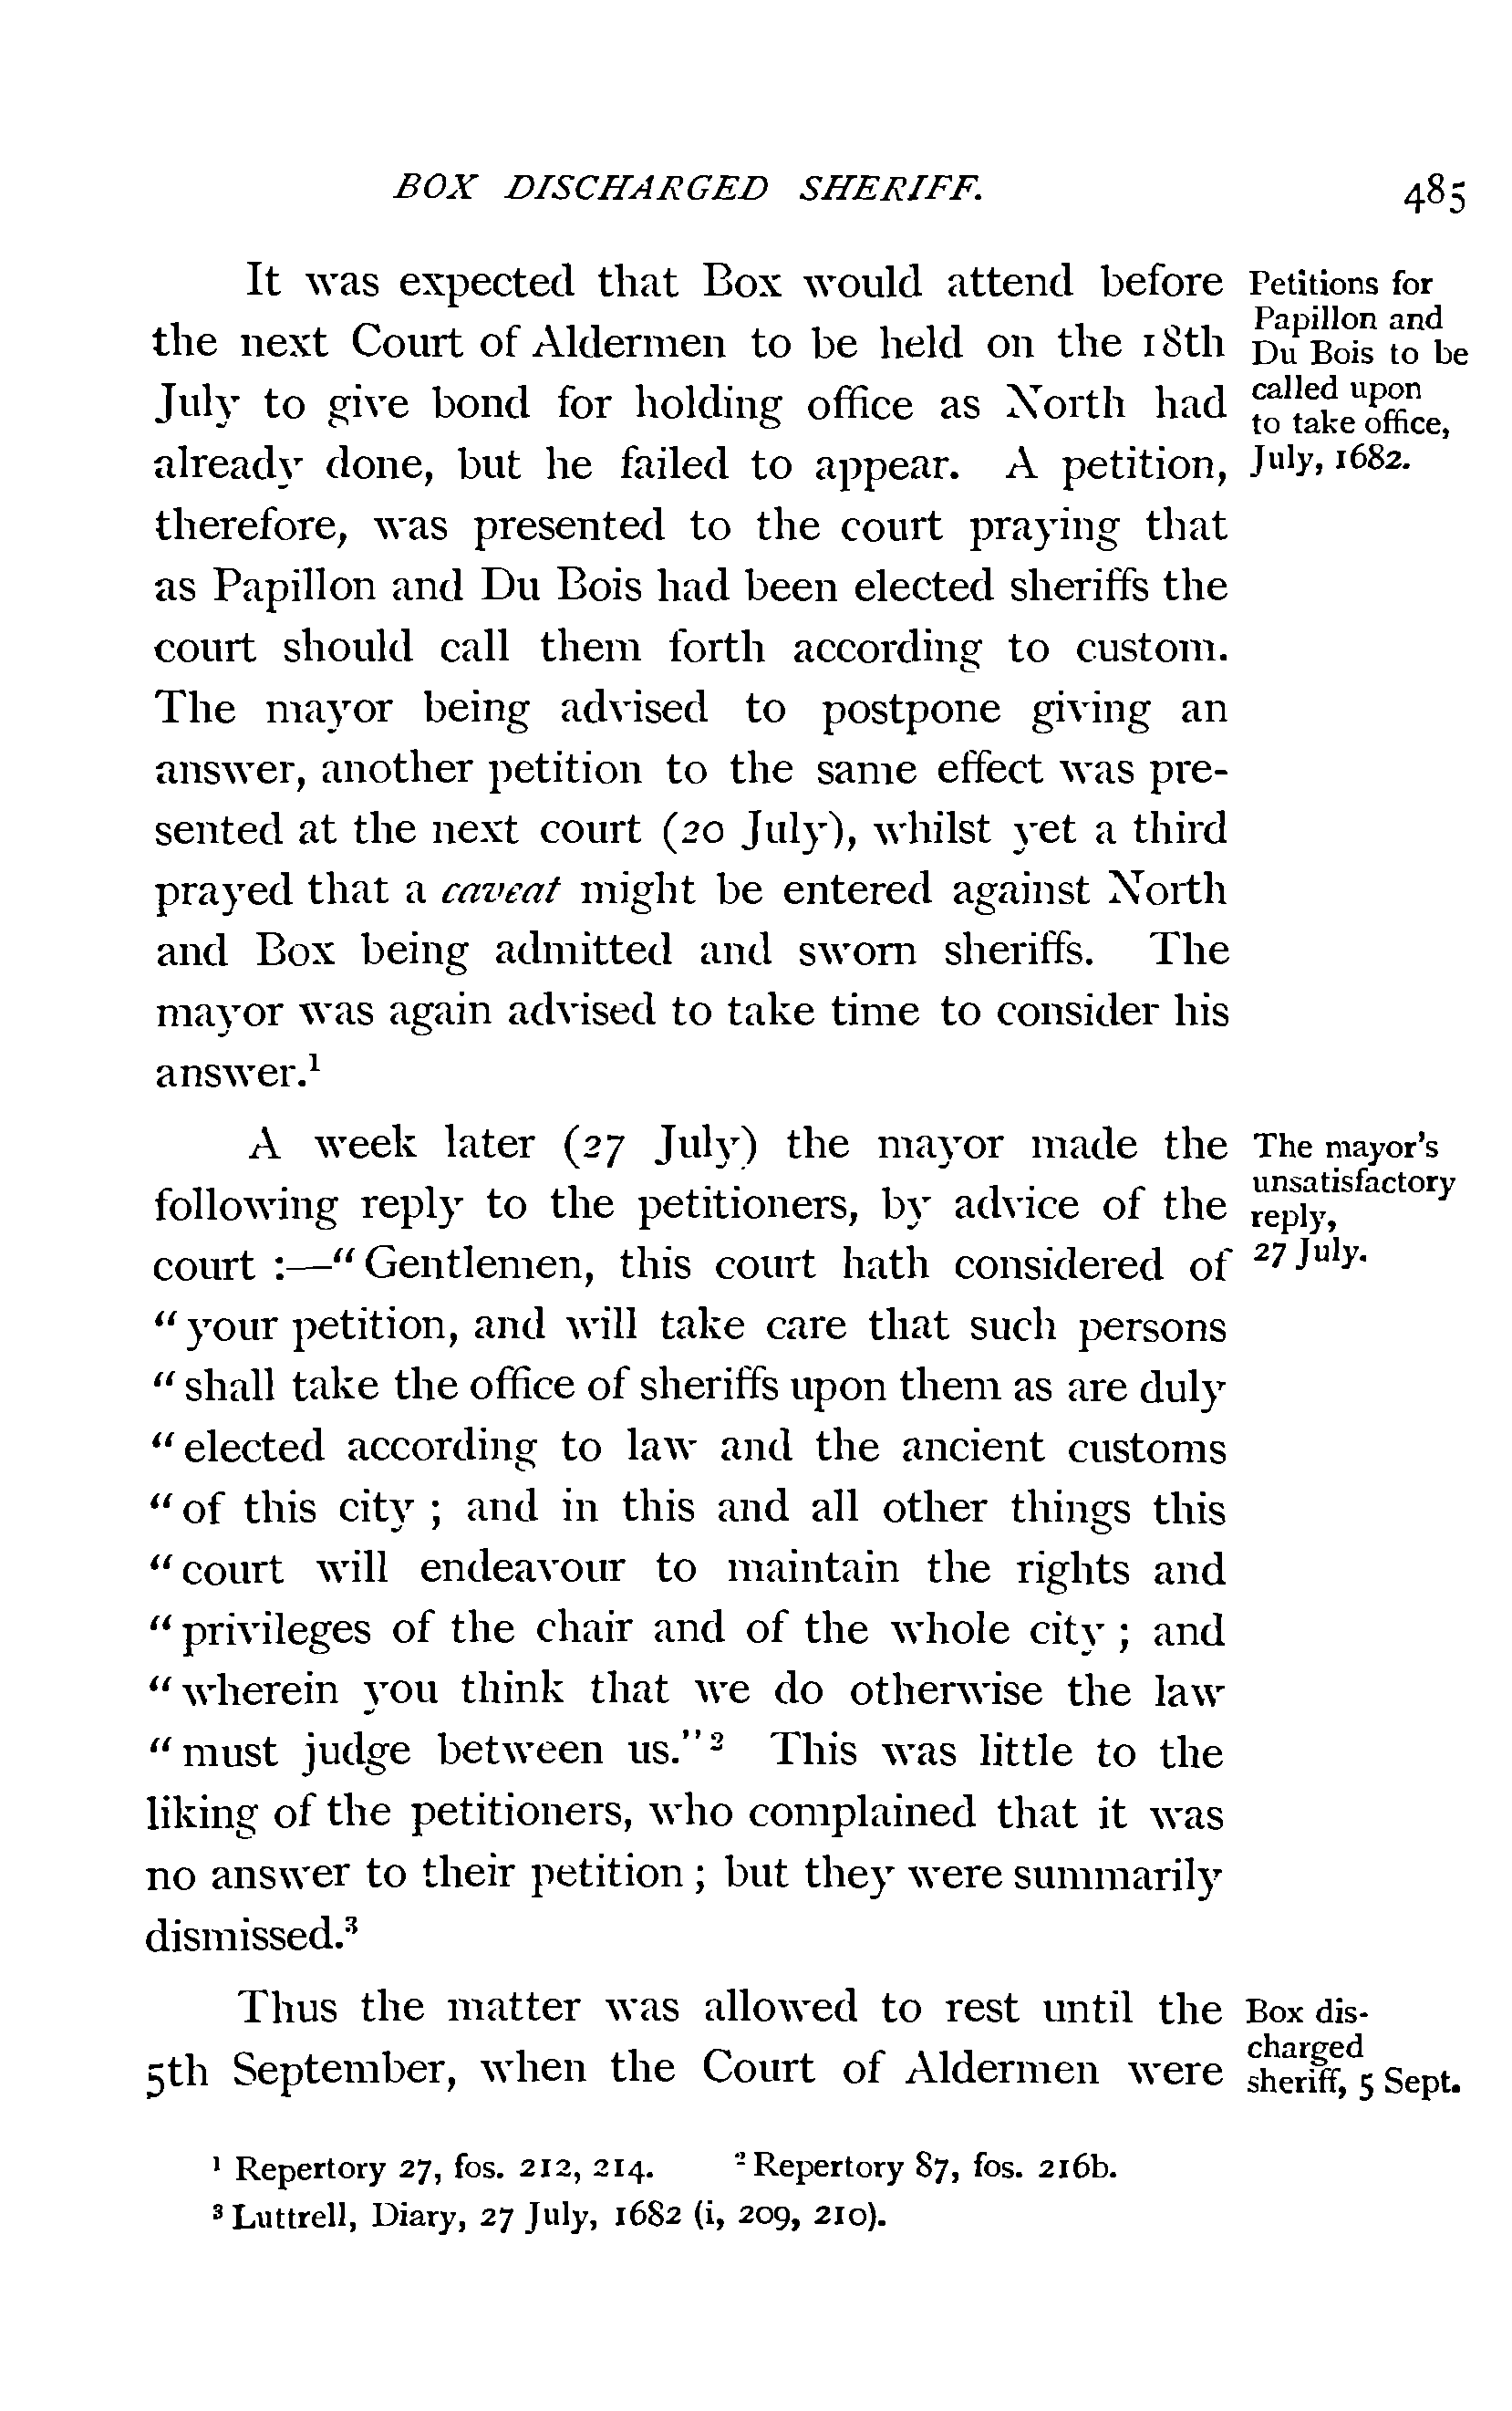 BOX DISCHARGED SHERIFF. 485
It was expected that Box would attend before
the next Court of Aldermen to be held on the 18th
July to give bond for holding office as North had
already done, but he failed to appear. A petition,
therefore, was presented to the court praying that
as Papillon and Du Bois had been elected sheriffs the
court should call them forth according to custom.
The mayor being advised to postpone giving an
answer, another petition to the same effect was pre-
sented at the next court (20 July), whilst yet a third
prayed that a caveat might be entered against North
and Box being admitted and sworn sheriffs. The
mayor was again advised to take time to consider his
answer.¹
Petitions for
Papillon and
Du Bois to be
called upon
to take office,
July, 1682.
A week later (27 July) the mayor made the
following reply to the petitioners, by advice of the
court :—"Gentlemen, this court hath considered of
"your petition, and will take care that such persons
"shall take the office of sheriffs upon them as are duly
"elected according to law and the ancient customs
"of this city ; and in this and all other things this
"court will endeavour to maintain the rights and
"privileges of the chair and of the whole city ; and
"wherein you think that we do otherwise the law
"must judge between us."² This was little to the
liking of the petitioners, who complained that it was
no answer to their petition ; but they were summarily
dismissed.³
The mayor's
unsatisfactory
reply,
27 July.
Thus the matter was allowed to rest until the
5th September, when the Court of Aldermen were
Box dis-
charged
sheriff, 5 Sept.
¹ Repertory 27, fos. 212, 214. ² Repertory 87, fos. 216b.
³ Luttrell, Diary, 27 July, 1682 (i, 209, 210).